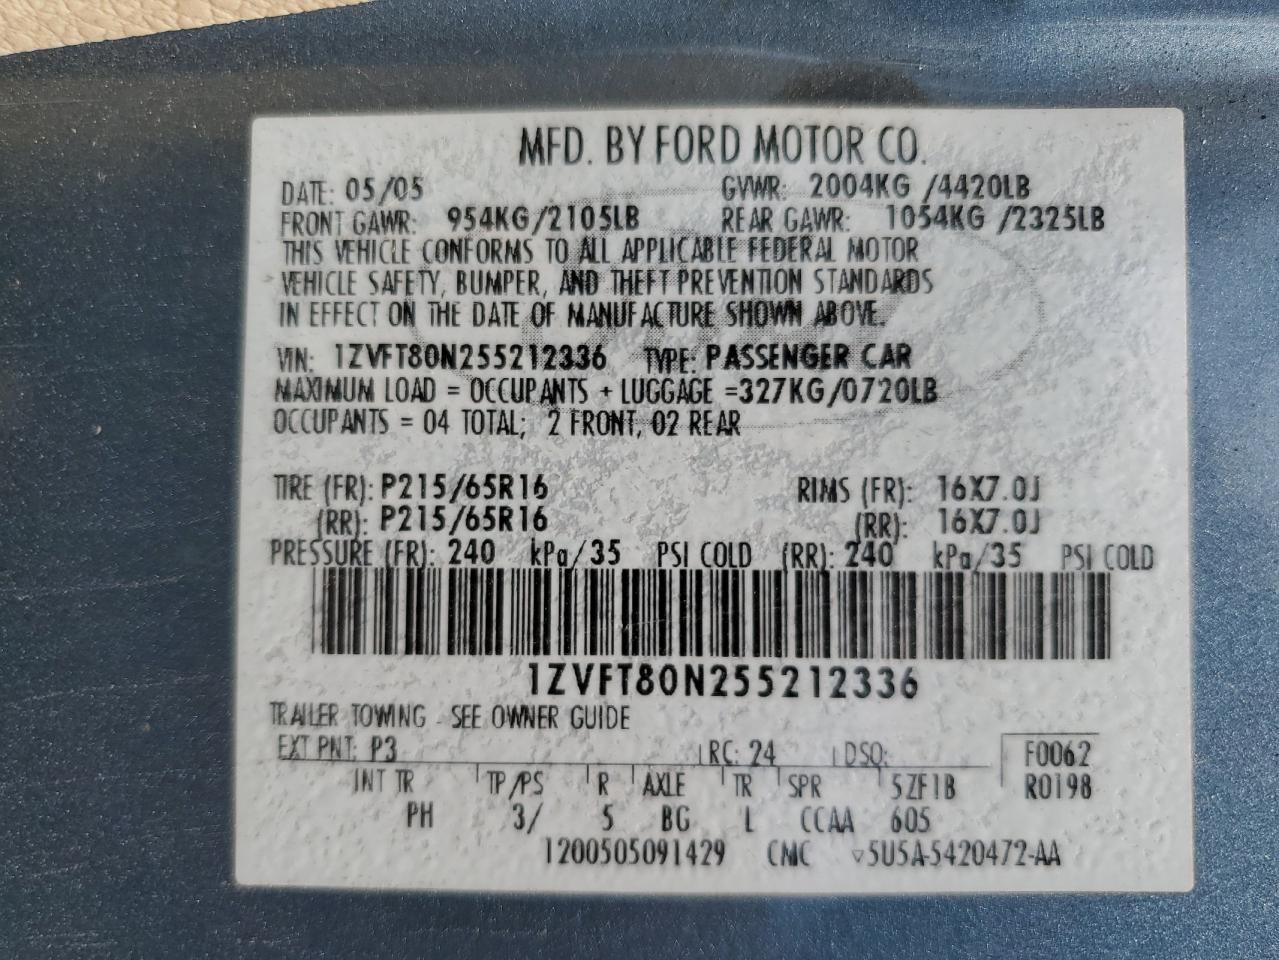 MFD. BY FORD MOTOR CO.
DATE: 05/05 GVWR: 2004KG /4420LB
FRONT GAWR: 954KG/2105LB REAR GAWR: 1054KG /2325LB
THIS VEHICLE CONFORMS TO ALL APPLICABLE FEDERAL MOTOR
VEHICLE SAFETY, BUMPER, AND THEFT PREVENTION STANDARDS
IN EFFECT ON THE DATE OF MANUFACTURE SHOWN ABOVE.
VIN: 1ZVFT80N255212336 TYPE: PASSENGER CAR
MAXIMUM LOAD = OCCUPANTS + LUGGAGE =327KG/0720LB
OCCUPANTS = 04 TOTAL; 2 FRONT, 02 REAR
TIRE (FR): P215/65R16 RIMS (FR): 16X7.0J
(RR): P215/65R16 (RR): 16X7.0J
PRESSURE (FR): 240 kPa/35 PSI COLD (RR): 240 kPa/35 PSI COLD
1ZVFT80N255212336
TRAILER TOWING - SEE OWNER GUIDE
EXT PNT: P3 RC: 24 DSO: F0062
INT TR TP/PS R AXLE TR SPR 5ZF1B R0198
PH 3/ 5 BG L CCAA 605
1200505091429 CMC ▿5U5A-5420472-AA